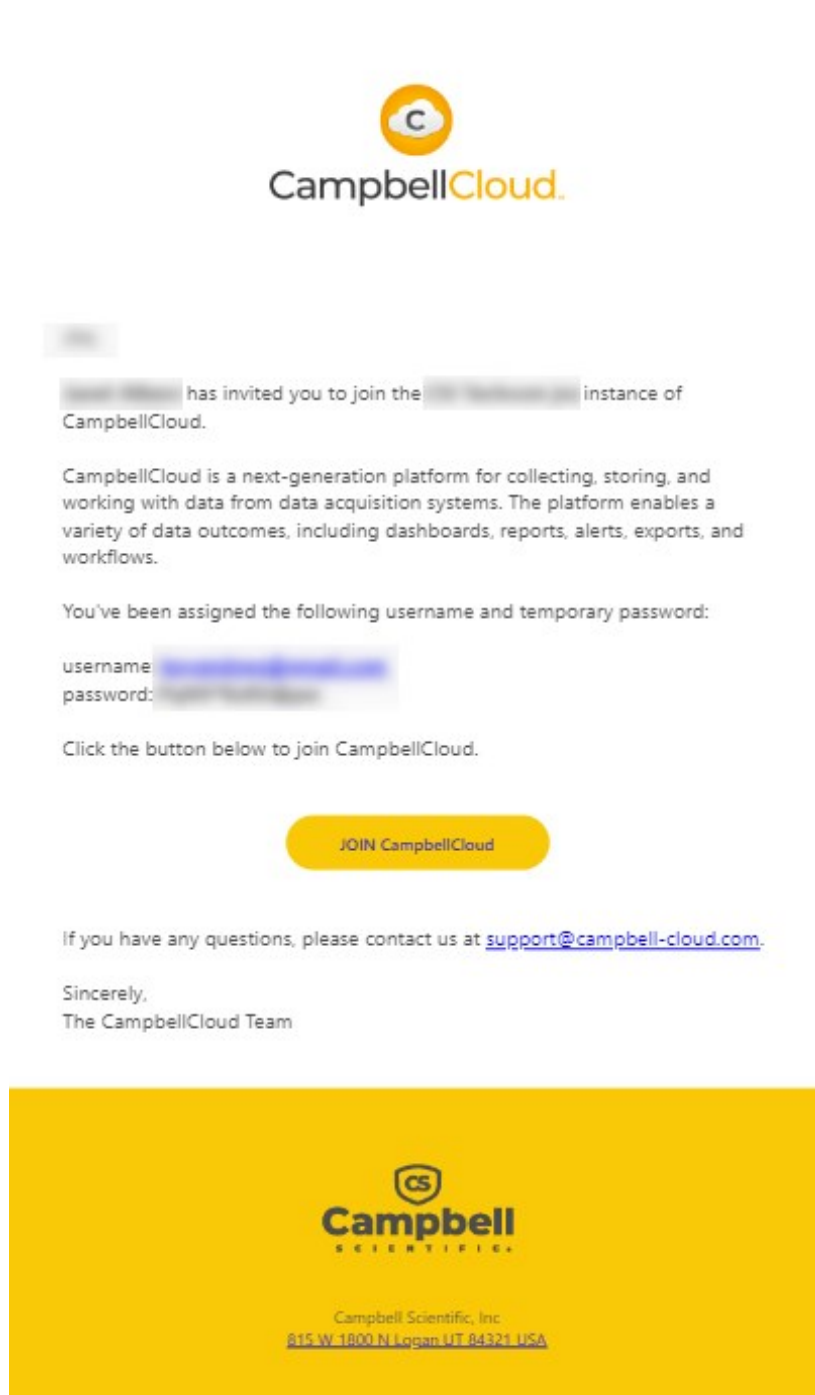 C
CampbellCloud™
has invited you to join the instance of
CampbellCloud.
CampbellCloud is a next-generation platform for collecting, storing, and
working with data from data acquisition systems. The platform enables a
variety of data outcomes, including dashboards, reports, alerts, exports, and
workflows.
You've been assigned the following username and temporary password:
username:
password:
Click the button below to join CampbellCloud.
JOIN CampbellCloud
If you have any questions, please contact us at support@campbell-cloud.com.
Sincerely,
The CampbellCloud Team
CS
Campbell
SCIENTIFIC®
Campbell Scientific, Inc
815 W 1800 N Logan UT 84321 USA